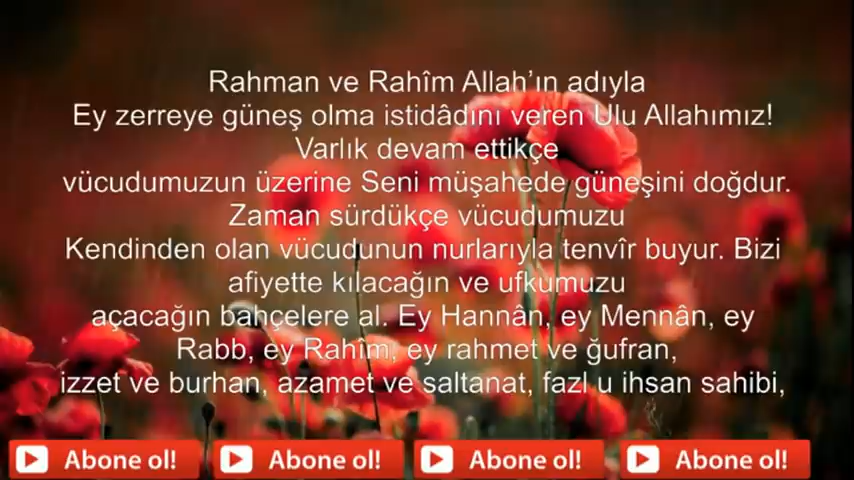 Rahman ve Rahîm Allah’ın adıyla
Ey zerreye güneş olma istidâdını veren Ulu Allahımız!
Varlık devam ettikçe
vücudumuzun üzerine Seni müşahede güneşini doğdur.
Zaman sürdükçe vücudumuzu
Kendinden olan vücudunun nurlarıyla tenvîr buyur. Bizi
afiyette kılacağın ve ufkumuzu
açacağın bahçelere al. Ey Hannân, ey Mennân, ey
Rabb, ey Rahîm, ey rahmet ve ğufran,
izzet ve burhan, azamet ve saltanat, fazl u ihsan sahibi,
Abone ol! Abone ol! Abone ol! Abone ol!